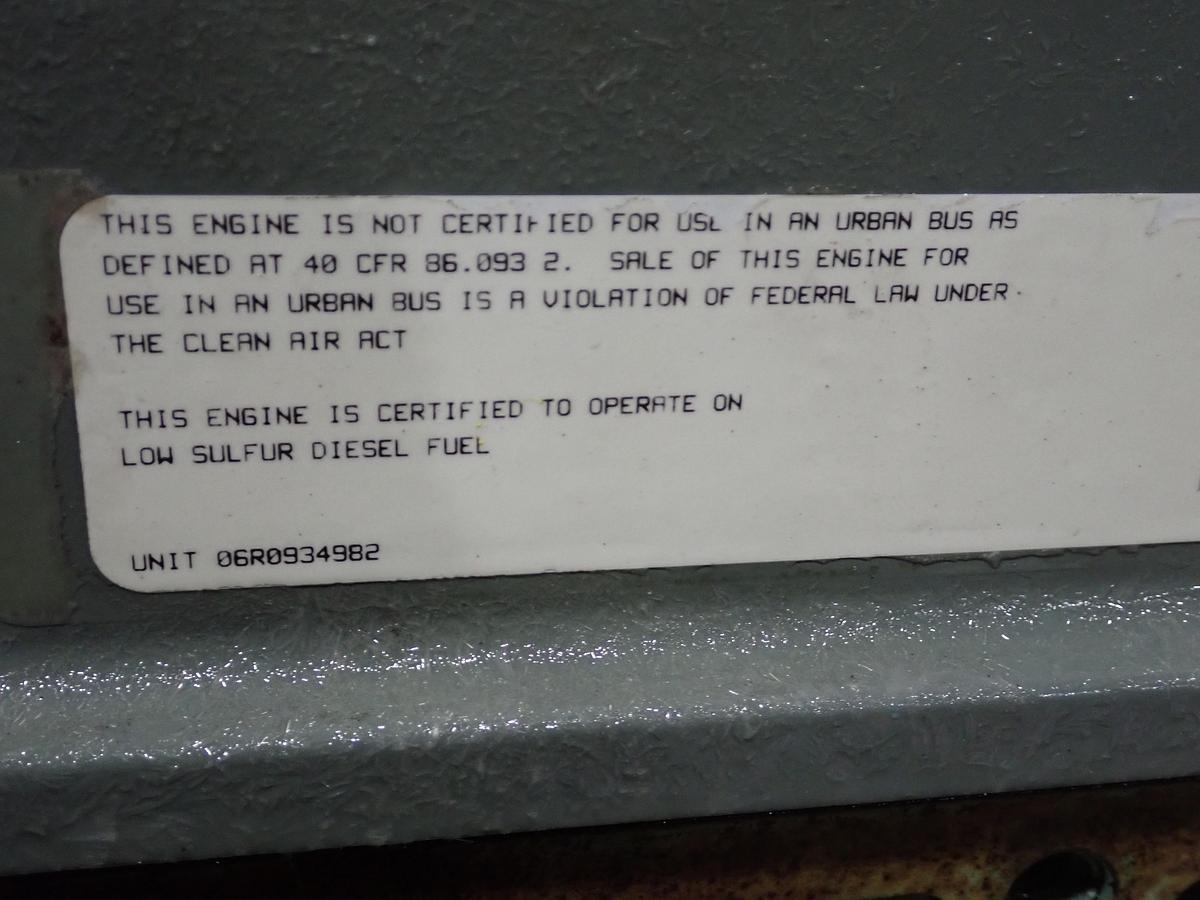 THIS ENGINE IS NOT CERTIFIED FOR USE IN AN URBAN BUS AS
DEFINED AT 40 CFR 86.093 2. SALE OF THIS ENGINE FOR
USE IN AN URBAN BUS IS A VIOLATION OF FEDERAL LAW UNDER
THE CLEAN AIR ACT
THIS ENGINE IS CERTIFIED TO OPERATE ON
LOW SULFUR DIESEL FUEL
UNIT 06R0934982